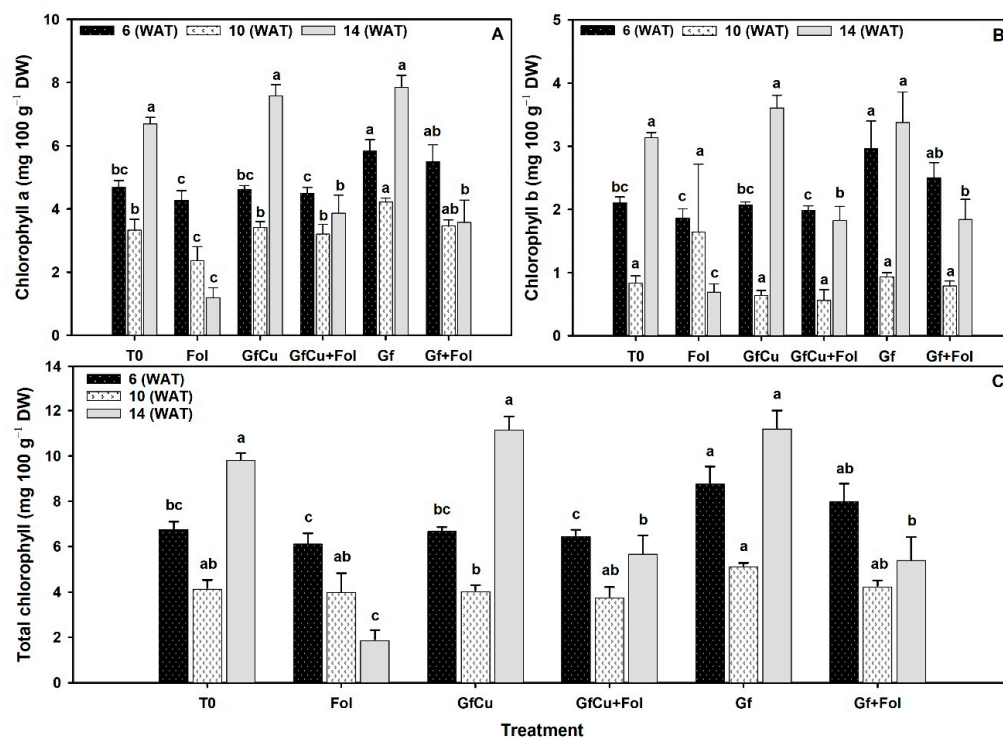 10
8
6
4
2
0
Chlorophyll a (mg 100 g⁻¹ DW)
6 (WAT) 10 (WAT) 14 (WAT)
A
bc b a
c c c
bc b a
c b b
a a a
ab ab b
T0 Fol GfCu GfCu+Fol Gf Gf+Fol
5
4
3
2
1
0
Chlorophyll b (mg 100 g⁻¹ DW)
6 (WAT) 10 (WAT) 14 (WAT)
B
bc a a
c a c
bc a a
c a b
a a a
ab a b
T0 Fol GfCu GfCu+Fol Gf Gf+Fol
14
12
10
8
6
4
2
0
Total chlorophyll (mg 100 g⁻¹ DW)
6 (WAT)
10 (WAT)
14 (WAT)
C
bc ab a
c ab c
bc b a
c ab b
a a a
ab ab b
T0 Fol GfCu GfCu+Fol Gf Gf+Fol
Treatment